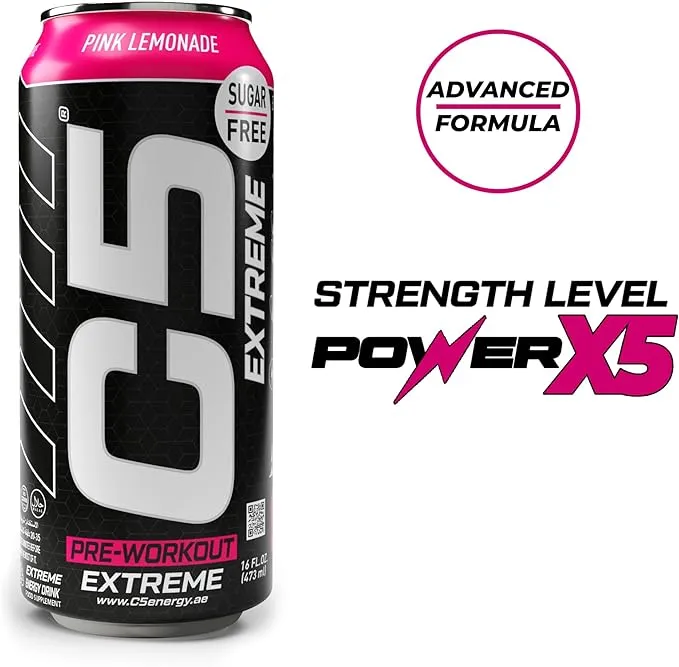 PINK LEMONADE
SUGAR
FREE
C5
®
EXTREME
PRE-WORKOUT
EXTREME
www.C5energy.ae
16 FL.OZ.
(473 ml)
حلال
EXTREME
ENERGY DRINK
FOOD SUPPLEMENT
ADVANCED
FORMULA
STRENGTH LEVEL
POWER X5